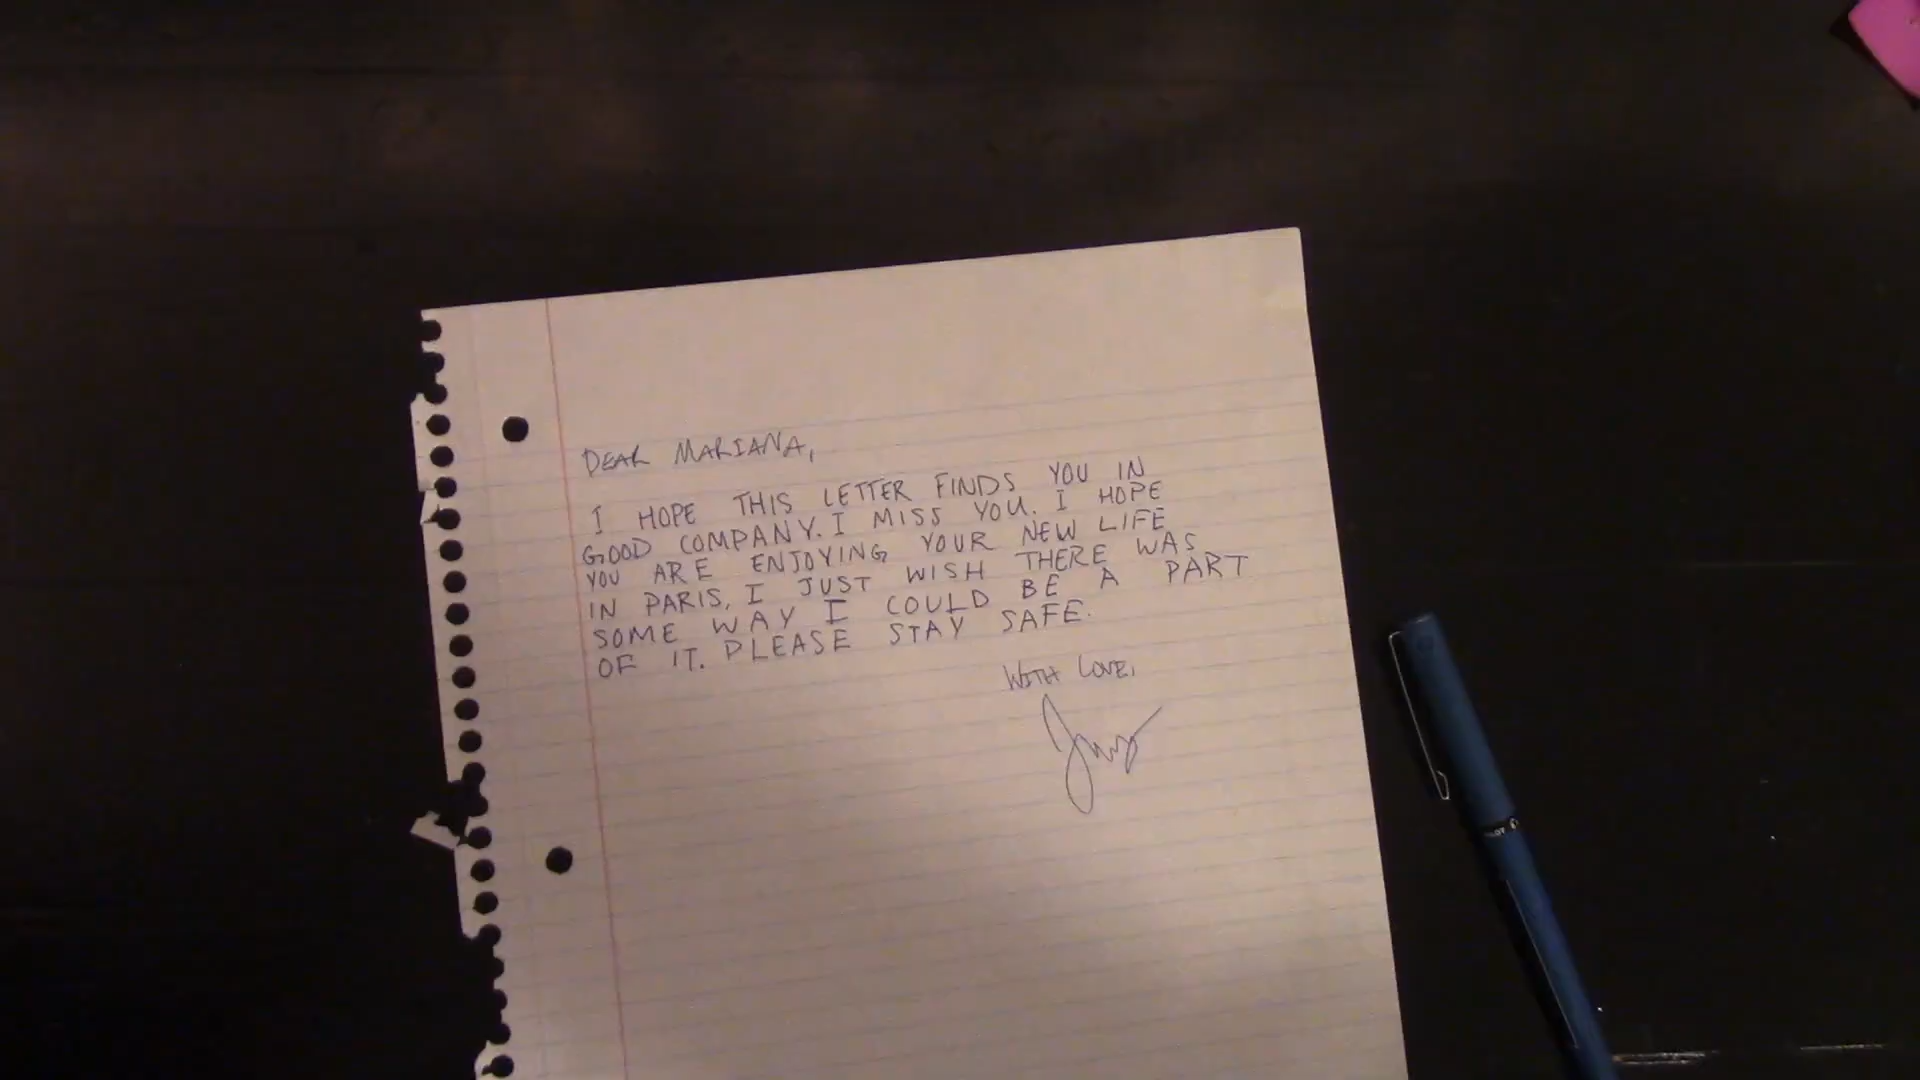 DEAR MARIANA,
I HOPE THIS LETTER FINDS YOU IN
GOOD COMPANY. I MISS YOU. I HOPE
YOU ARE ENJOYING YOUR NEW LIFE
IN PARIS, I JUST WISH THERE WAS
SOME WAY I COULD BE A PART
OF IT. PLEASE STAY SAFE.
WITH LOVE,